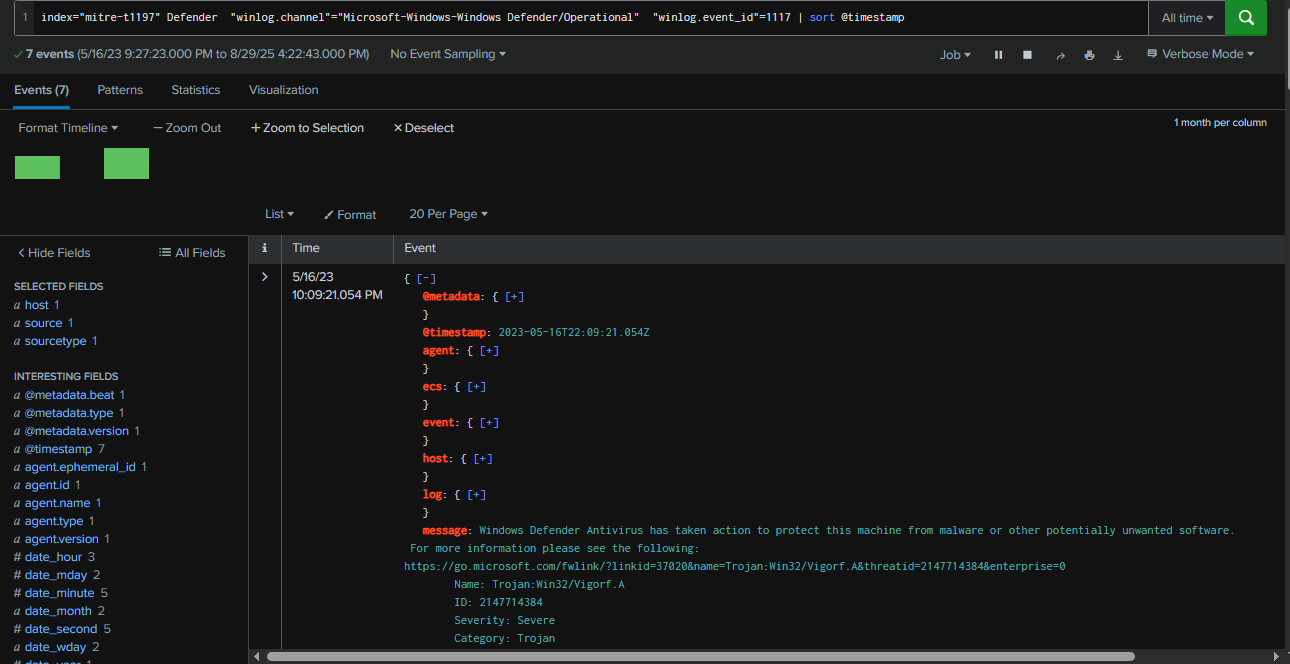 1 index="mitre-t1197" Defender "winlog.channel"="Microsoft-Windows-Windows Defender/Operational" "winlog.event_id"=1117 | sort @timestamp
All time
7 events (5/16/23 9:27:23.000 PM to 8/29/25 4:22:43.000 PM)
No Event Sampling
Job
Verbose Mode
Events (7)
Patterns
Statistics
Visualization
Format Timeline
— Zoom Out
+ Zoom to Selection
× Deselect
1 month per column
List
Format
20 Per Page
< Hide Fields
All Fields
SELECTED FIELDS
a host 1
a source 1
a sourcetype 1
INTERESTING FIELDS
a @metadata.beat 1
a @metadata.type 1
a @metadata.version 1
a @timestamp 7
a agent.ephemeral_id 1
a agent.id 1
a agent.name 1
a agent.type 1
a agent.version 1
# date_hour 3
# date_mday 2
# date_minute 5
a date_month 2
# date_second 5
a date_wday 2
# date_year 1
i
Time
Event
>
5/16/23
10:09:21.054 PM
{ [-]
@metadata: { [+]
}
@timestamp: 2023-05-16T22:09:21.054Z
agent: { [+]
}
ecs: { [+]
}
event: { [+]
}
host: { [+]
}
log: { [+]
}
message: Windows Defender Antivirus has taken action to protect this machine from malware or other potentially unwanted software.
For more information please see the following:
https://go.microsoft.com/fwlink/?linkid=37020&name=Trojan:Win32/Vigorf.A&threatid=2147714384&enterprise=0
Name: Trojan:Win32/Vigorf.A
ID: 2147714384
Severity: Severe
Category: Trojan